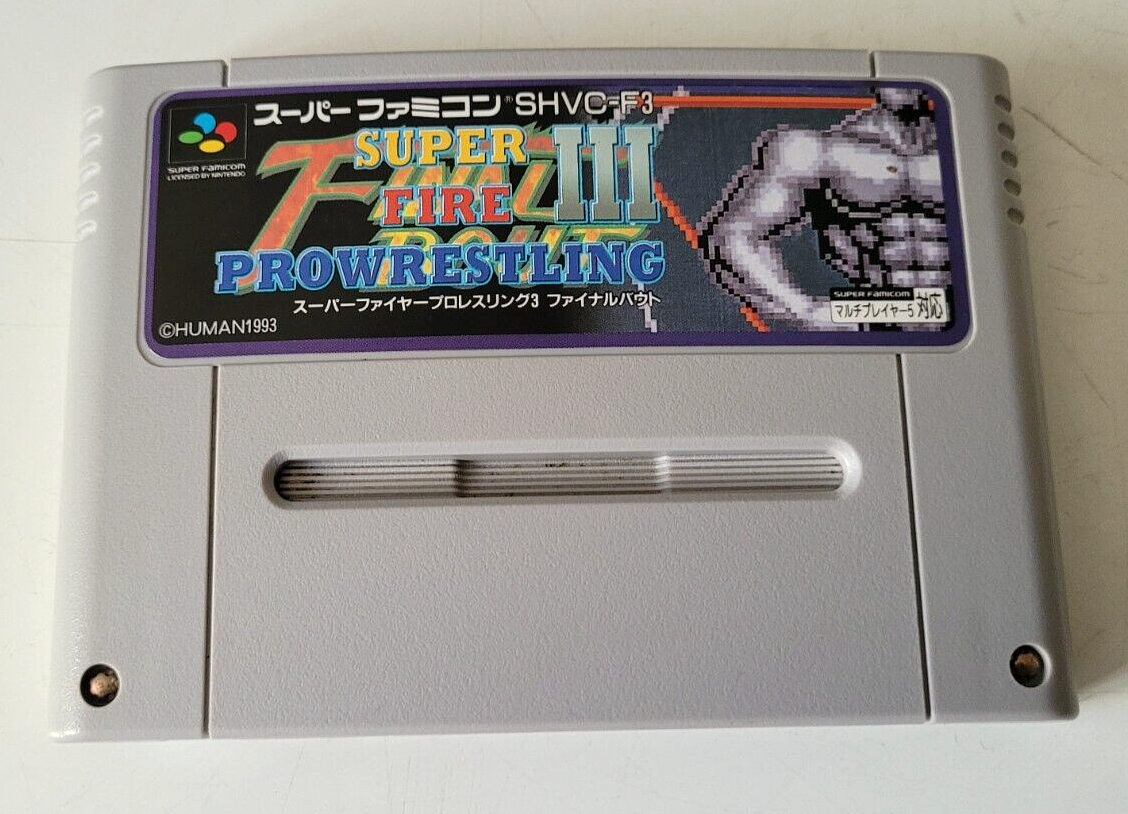 スーパーファミコン® SHVC-F3
SUPER FAMICOM
LICENSED BY NINTENDO
SUPER
FIRE
III
PROWRESTLING
FINAL
BOUT
スーパーファイヤープロレスリング3 ファイナルバウト
©HUMAN1993
SUPER FAMICOM
マルチプレイヤー5 対応